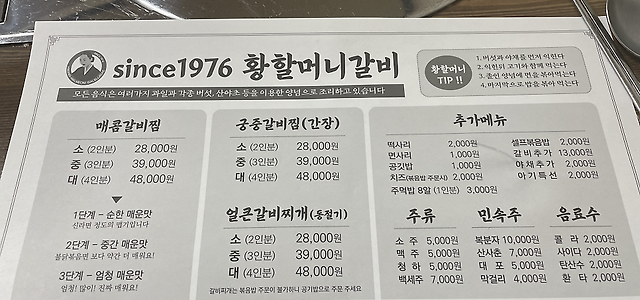 since1976 황할머니갈비
모든음식은 여러가지 과일과 각종 버섯, 산야초 등을 이용한 양념으로 조리하고 있습니다
황할머니
TIP !!
1.버섯과 야채를 먼저 익힌다
2.익힌뒤 고기와 함께 먹는다
3.졸인 양념에 면을 볶아먹는다
4.마지막으로밥을 볶아 먹는다
매콤갈비찜
소 (2인분) 28,000원
중 (3인분) 39,000원
대 (4인분) 48,000원
1단계 - 순한 매운맛
신라면 정도의 맵기입니다
2단계 - 중간 매운맛
불닭볶음면 보다 약간 더 매워요!
3단계 - 엄청 매운맛
엄청! 많이! 진짜 매워요!
궁중갈비찜(간장)
소 (2인분) 28,000원
중 (3인분) 39,000원
대 (4인분) 48,000원
얼큰갈비찌개(동절기)
소 (2인분) 28,000원
중 (3인분) 39,000원
대 (4인분) 48,000원
갈비찌개는 볶음밥 주문이 불가하니 공기밥으로 주문 주세요
추가메뉴
떡사리 2,000원
면사리 1,000원
공깃밥 1,000원
치즈(볶음밥 주문시) 2,000원
주먹밥 8알 (1인분) 3,000원
셀프볶음밥 2,000원
갈비추가 13,000원
야채추가 2,000원
아기특선 2,000원
주류
소 주 5,000원
맥 주 5,000원
청 하 5,000원
백세주 7,000원
민속주
복분자 10,000원
산사춘 7,000원
대 포 5,000원
막걸리 4,000원
음료수
콜 라 2,000원
사이다 2,000원
탄산수 2,000원
환 타 2,000원